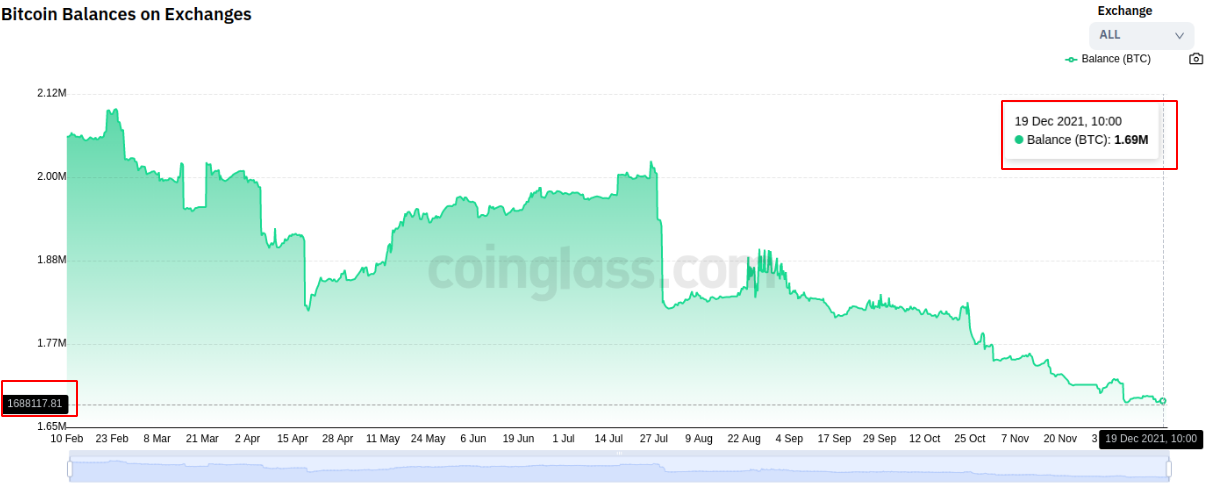 Bitcoin Balances on Exchanges
Exchange
ALL
Balance (BTC)
2.12M
19 Dec 2021, 10:00
Balance (BTC): 1.69M
2.00M
1.88M
coinglass.com
1.77M
1688117.81
1.65M
10 Feb 23 Feb 8 Mar 21 Mar 2 Apr 15 Apr 28 Apr 11 May 24 May 6 Jun 19 Jun 1 Jul 14 Jul 27 Jul 9 Aug 22 Aug 4 Sep 17 Sep 29 Sep 12 Oct 25 Oct 7 Nov 20 Nov 3 19 Dec 2021, 10:00